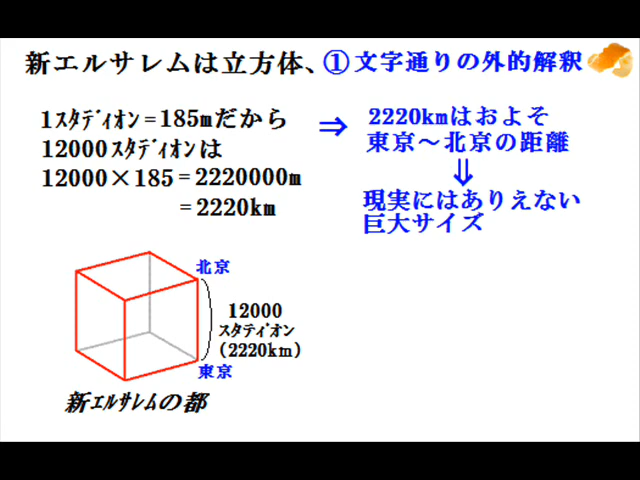 新エルサレムは立方体、①文字通りの外的解釈
1ｽﾀﾃﾞｨｵﾝ=185mだから
12000ｽﾀﾃﾞｨｵﾝは
12000×185=2220000m
=2220km
⇒
2220kmはおよそ
東京～北京の距離
⇓
現実にはありえない
巨大サイズ
北京
12000
ｽﾀﾃﾞｨｵﾝ
(2220km)
東京
新ｴﾙｻﾚﾑの都